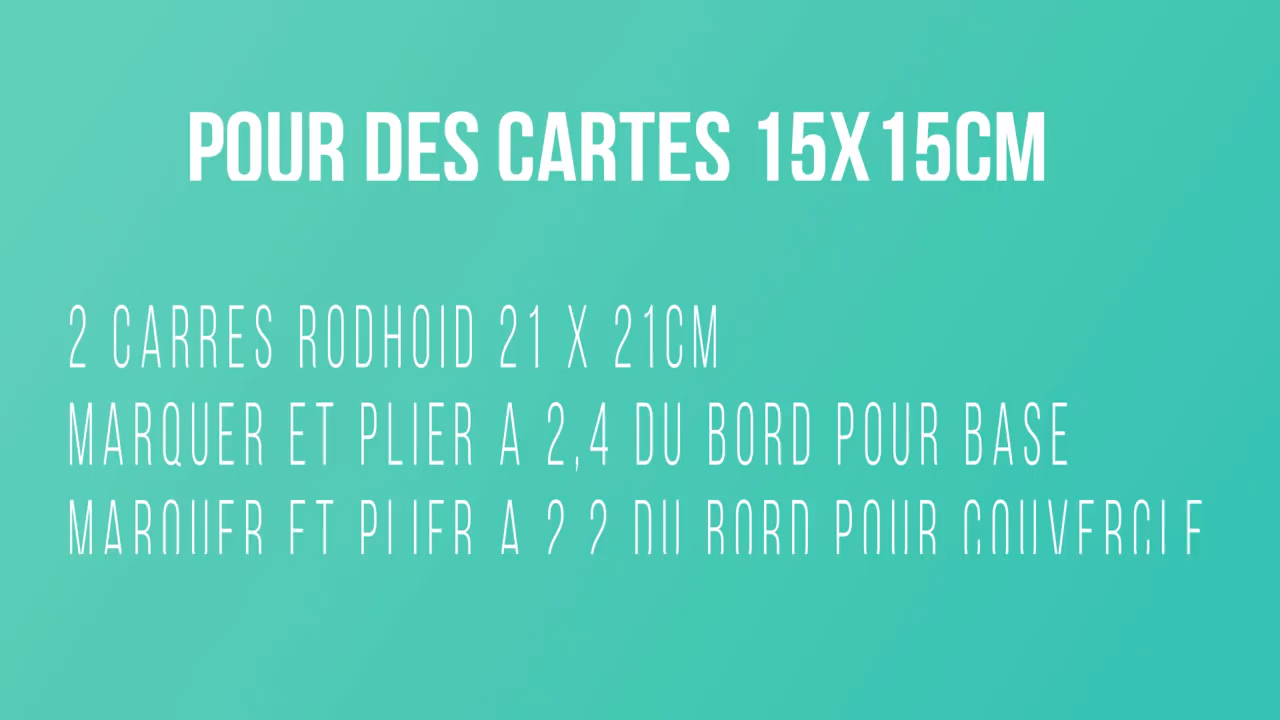 POUR DES CARTES 15X15CM
2 CARRES RODHOID 21 X 21CM
MARQUER ET PLIER A 2,4 DU BORD POUR BASE
MARQUER ET PLIER A 2,2 DU BORD POUR COUVERCLE